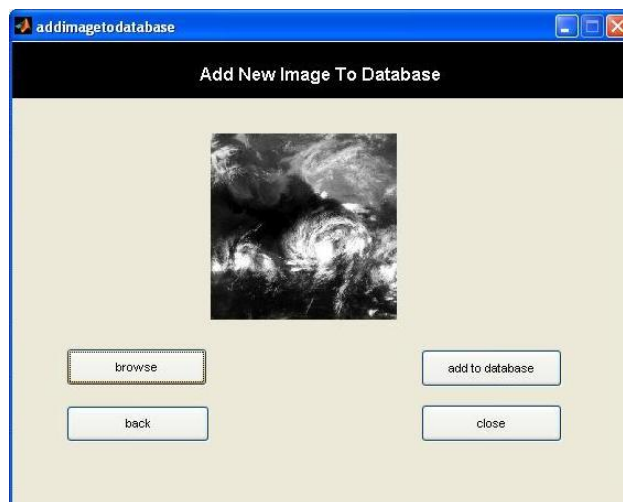 addimagetodatabase
Add New Image To Database
browse
add to database
back
close